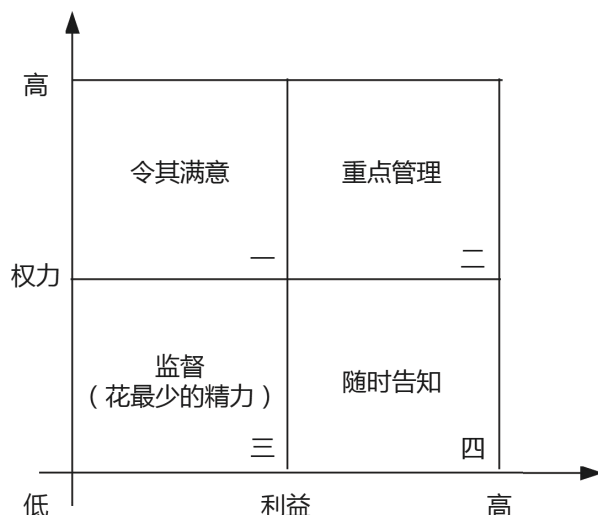 高
令其满意
重点管理
一
二
权力
监督
（花最少的精力）
随时告知
三
四
低
利益
高